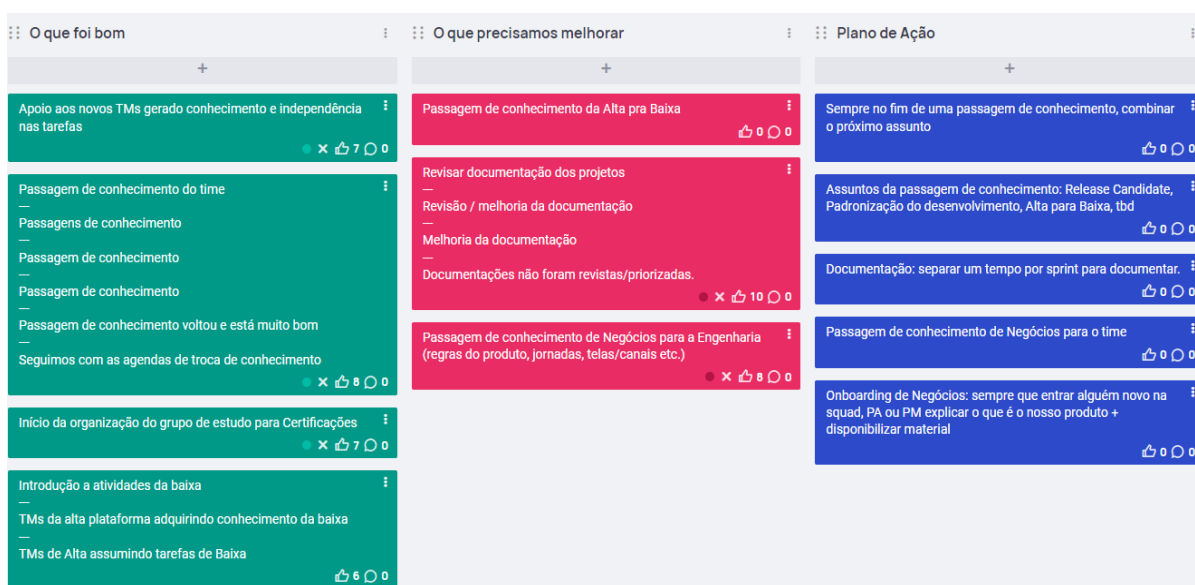 O que foi bom
+
Apoio aos novos TMs gerado conhecimento e independência
nas tarefas
7 0
Passagem de conhecimento do time
—
Passagens de conhecimento
—
Passagem de conhecimento
—
Passagem de conhecimento
—
Passagem de conhecimento voltou e está muito bom
—
Seguimos com as agendas de troca de conhecimento
8 0
Início da organização do grupo de estudo para Certificações
7 0
Introdução a atividades da baixa
—
TMs da alta plataforma adquirindo conhecimento da baixa
—
TMs de Alta assumindo tarefas de Baixa
6 0
O que precisamos melhorar
+
Passagem de conhecimento da Alta pra Baixa
0 0
Revisar documentação dos projetos
—
Revisão / melhoria da documentação
—
Melhoria da documentação
—
Documentações não foram revistas/priorizadas.
10 0
Passagem de conhecimento de Negócios para a Engenharia
(regras do produto, jornadas, telas/canais etc.)
8 0
Plano de Ação
+
Sempre no fim de uma passagem de conhecimento, combinar
o próximo assunto
0 0
Assuntos da passagem de conhecimento: Release Candidate,
Padronização do desenvolvimento, Alta para Baixa, tbd
0 0
Documentação: separar um tempo por sprint para documentar.
0 0
Passagem de conhecimento de Negócios para o time
0 0
Onboarding de Negócios: sempre que entrar alguém novo na
squad, PA ou PM explicar o que é o nosso produto +
disponibilizar material
0 0